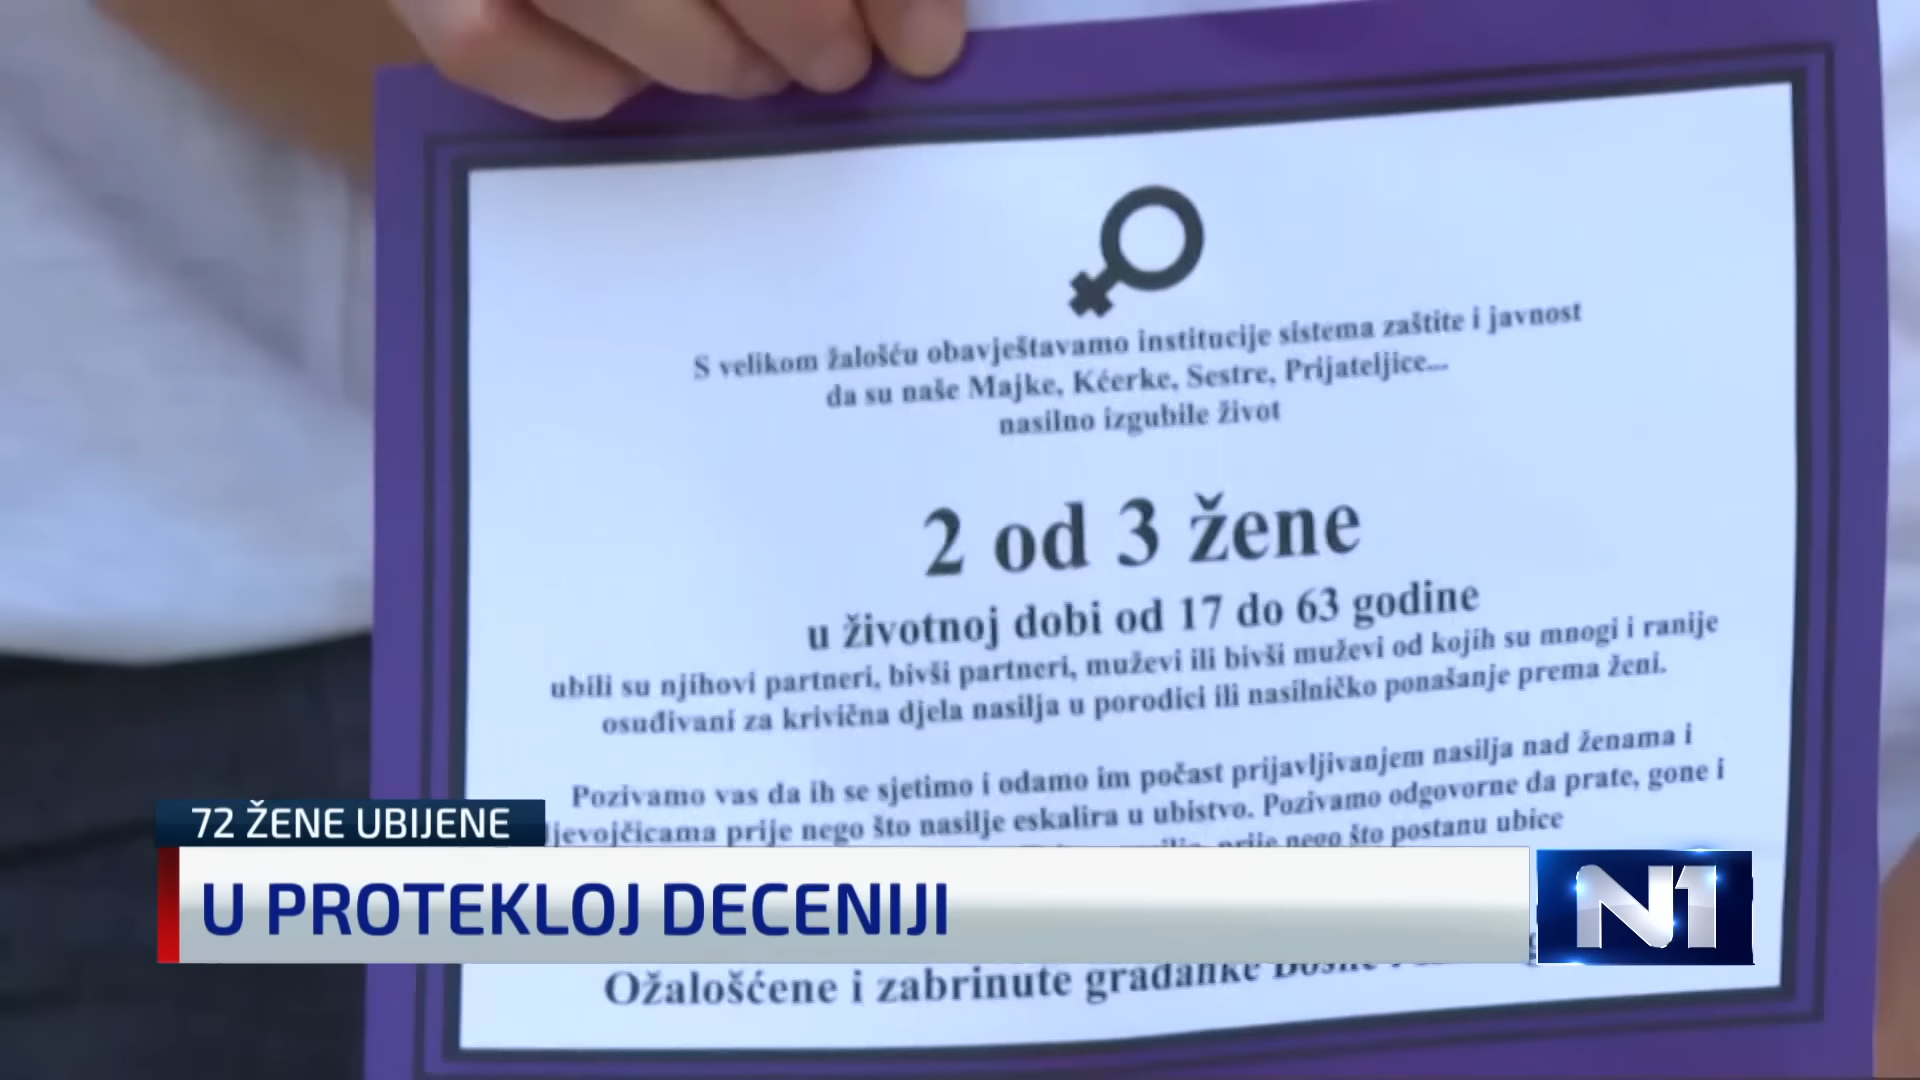 S velikom žalošću obavještavamo institucije sistema zaštite i javnost
da su naše Majke, Kćerke, Sestre, Prijateljice...
nasilno izgubile život
2 od 3 žene
u životnoj dobi od 17 do 63 godine
ubili su njihovi partneri, bivši partneri, muževi ili bivši muževi od kojih su mnogi i ranije
osuđivani za krivična djela nasilja u porodici ili nasilničko ponašanje prema ženi.
Pozivamo vas da ih se sjetimo i odamo im počast prijavljivanjem nasilja nad ženama i
jevojčicama prije nego što nasilje eskalira u ubistvo. Pozivamo odgovorne da prate, gone i
prije nego što postanu ubice
Ožalošćene i zabrinute građanke
72 ŽENE UBIJENE
U PROTEKLOJ DECENIJI
N1